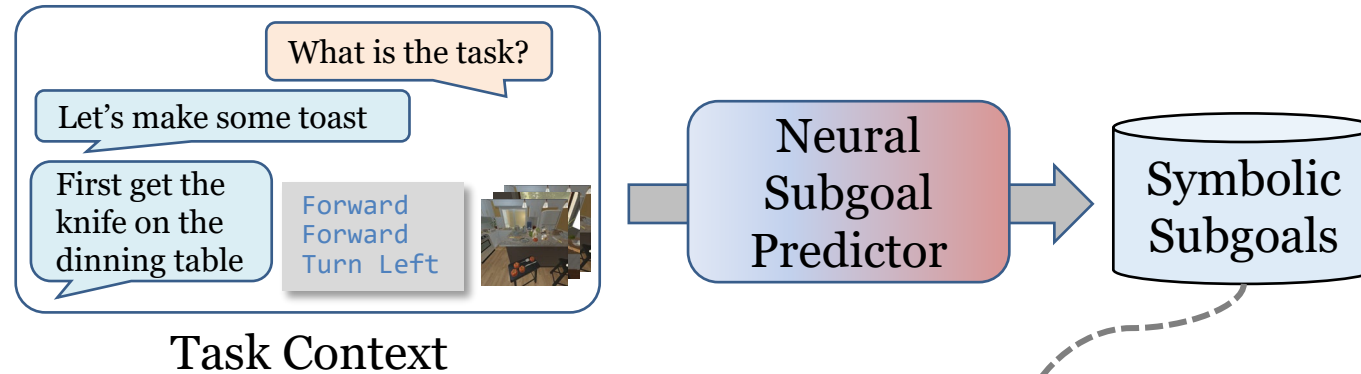 What is the task?
Let's make some toast
First get the
knife on the
dinning table
Forward
Forward
Turn Left
Task Context
Neural
Subgoal
Predictor
Symbolic
Subgoals